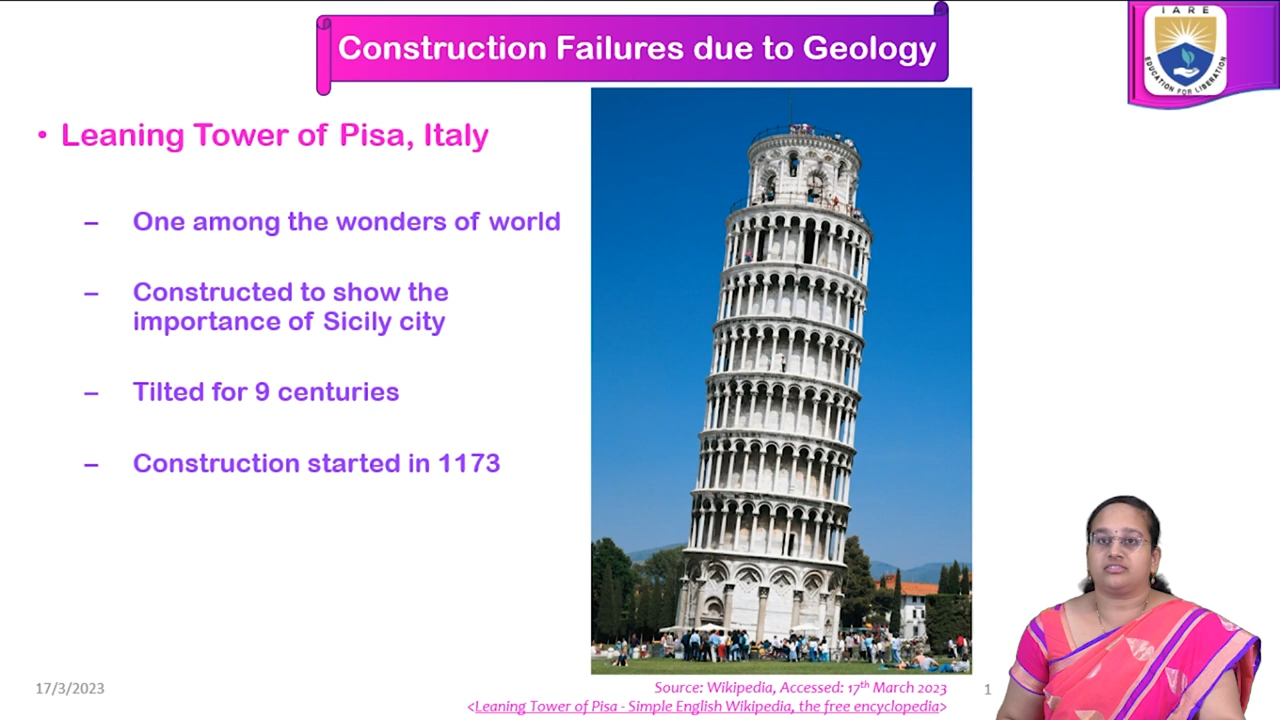 Construction Failures due to Geology
IARE
EDUCATION FOR LIBERATION
• Leaning Tower of Pisa, Italy
– One among the wonders of world
– Constructed to show the
importance of Sicily city
– Tilted for 9 centuries
– Construction started in 1173
17/3/2023
Source: Wikipedia, Accessed: 17th March 2023
<Leaning Tower of Pisa - Simple English Wikipedia, the free encyclopedia>
1